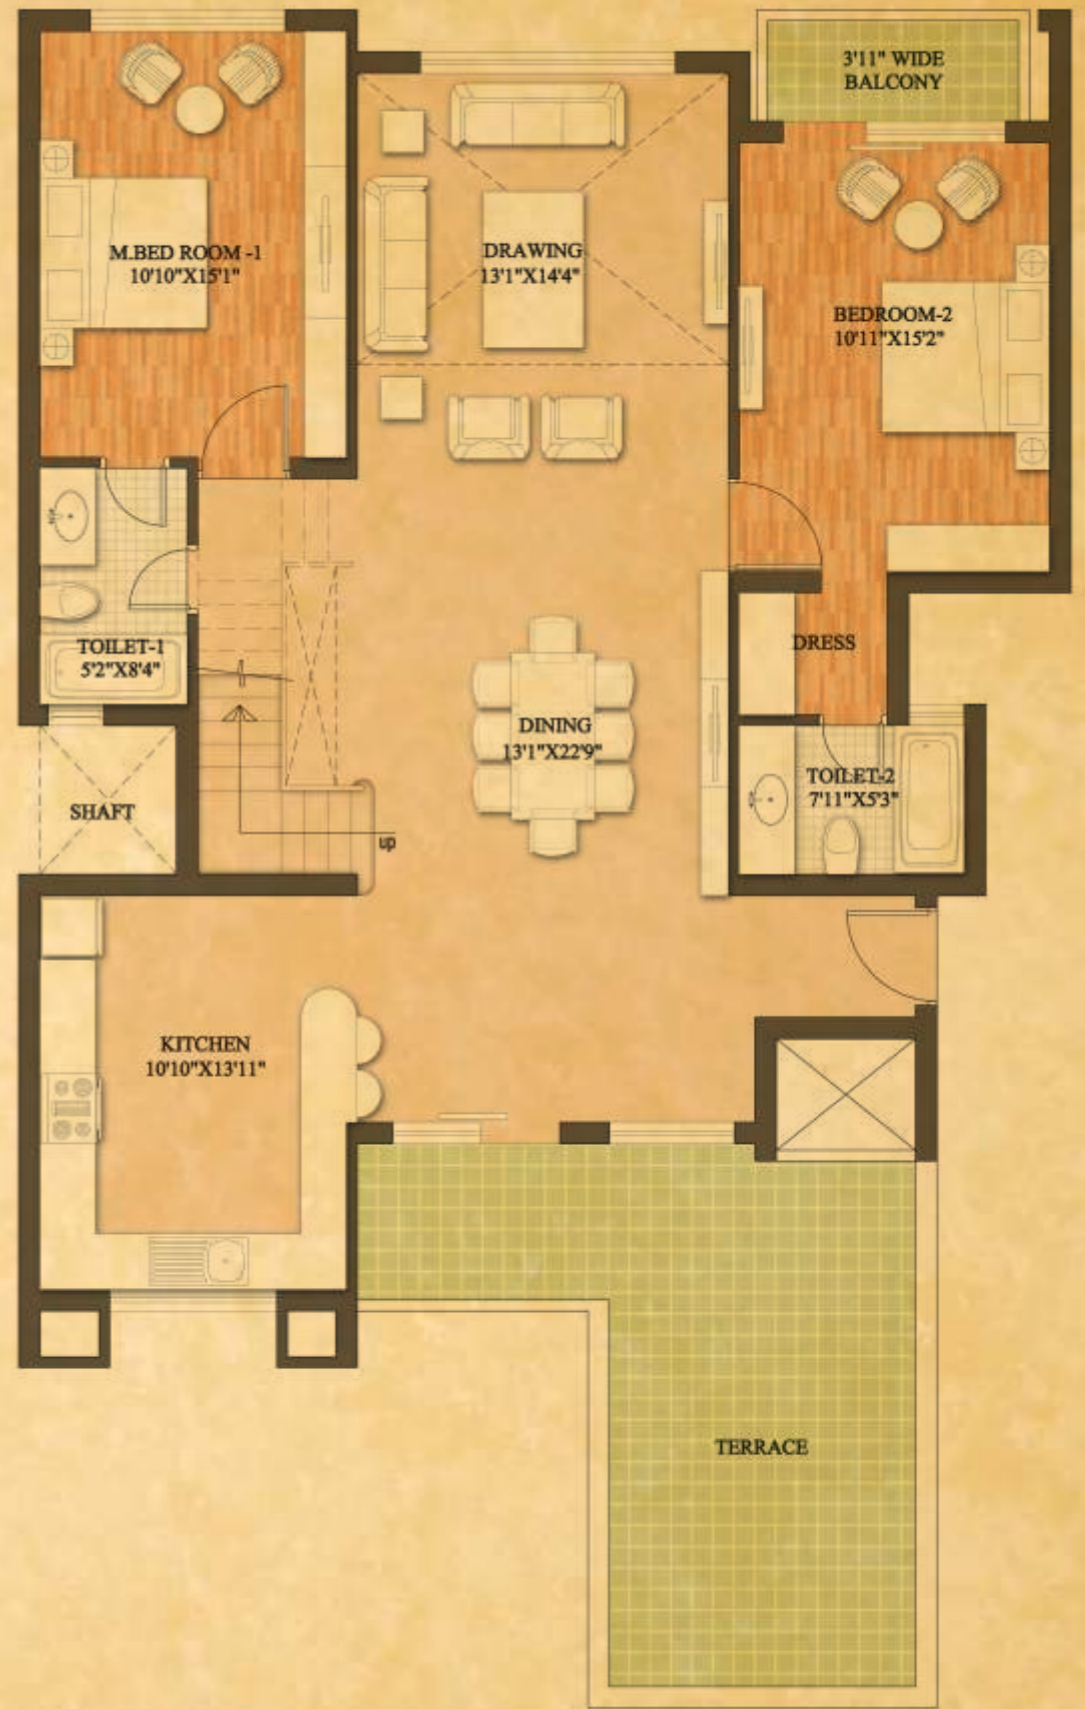 3'11" WIDE
BALCONY
M.BED ROOM -1
10'10"X15'1"
DRAWING
13'1"X14'4"
BEDROOM-2
10'11"X15'2"
TOILET-1
5'2"X8'4"
DRESS
DINING
13'1"X22'9"
TOILET-2
7'11"X5'3"
SHAFT
up
KITCHEN
10'10"X13'11"
TERRACE